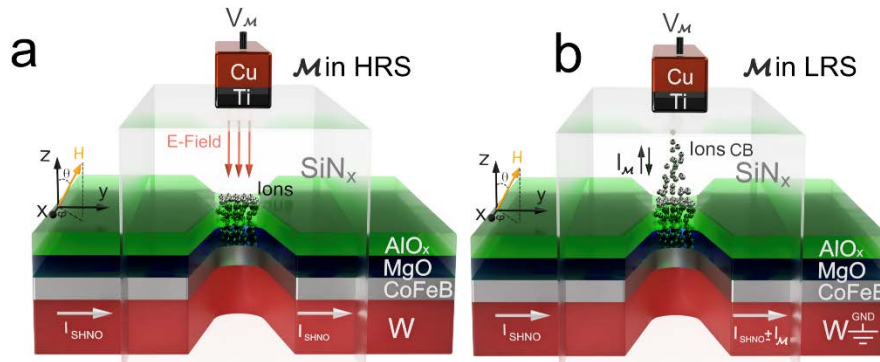 a
V𝓜
𝓜 in HRS
Cu
Ti
E-Field
Ions
SiNx
z
H
θ
y
x
φ
AlOx
MgO
CoFeB
W
ISHNO
ISHNO
b
V𝓜
𝓜 in LRS
Cu
Ti
I𝓜
Ions CB
SiNx
z
H
θ
y
x
φ
AlOx
MgO
CoFeB
ISHNO
ISHNO±I𝓜
W
GND